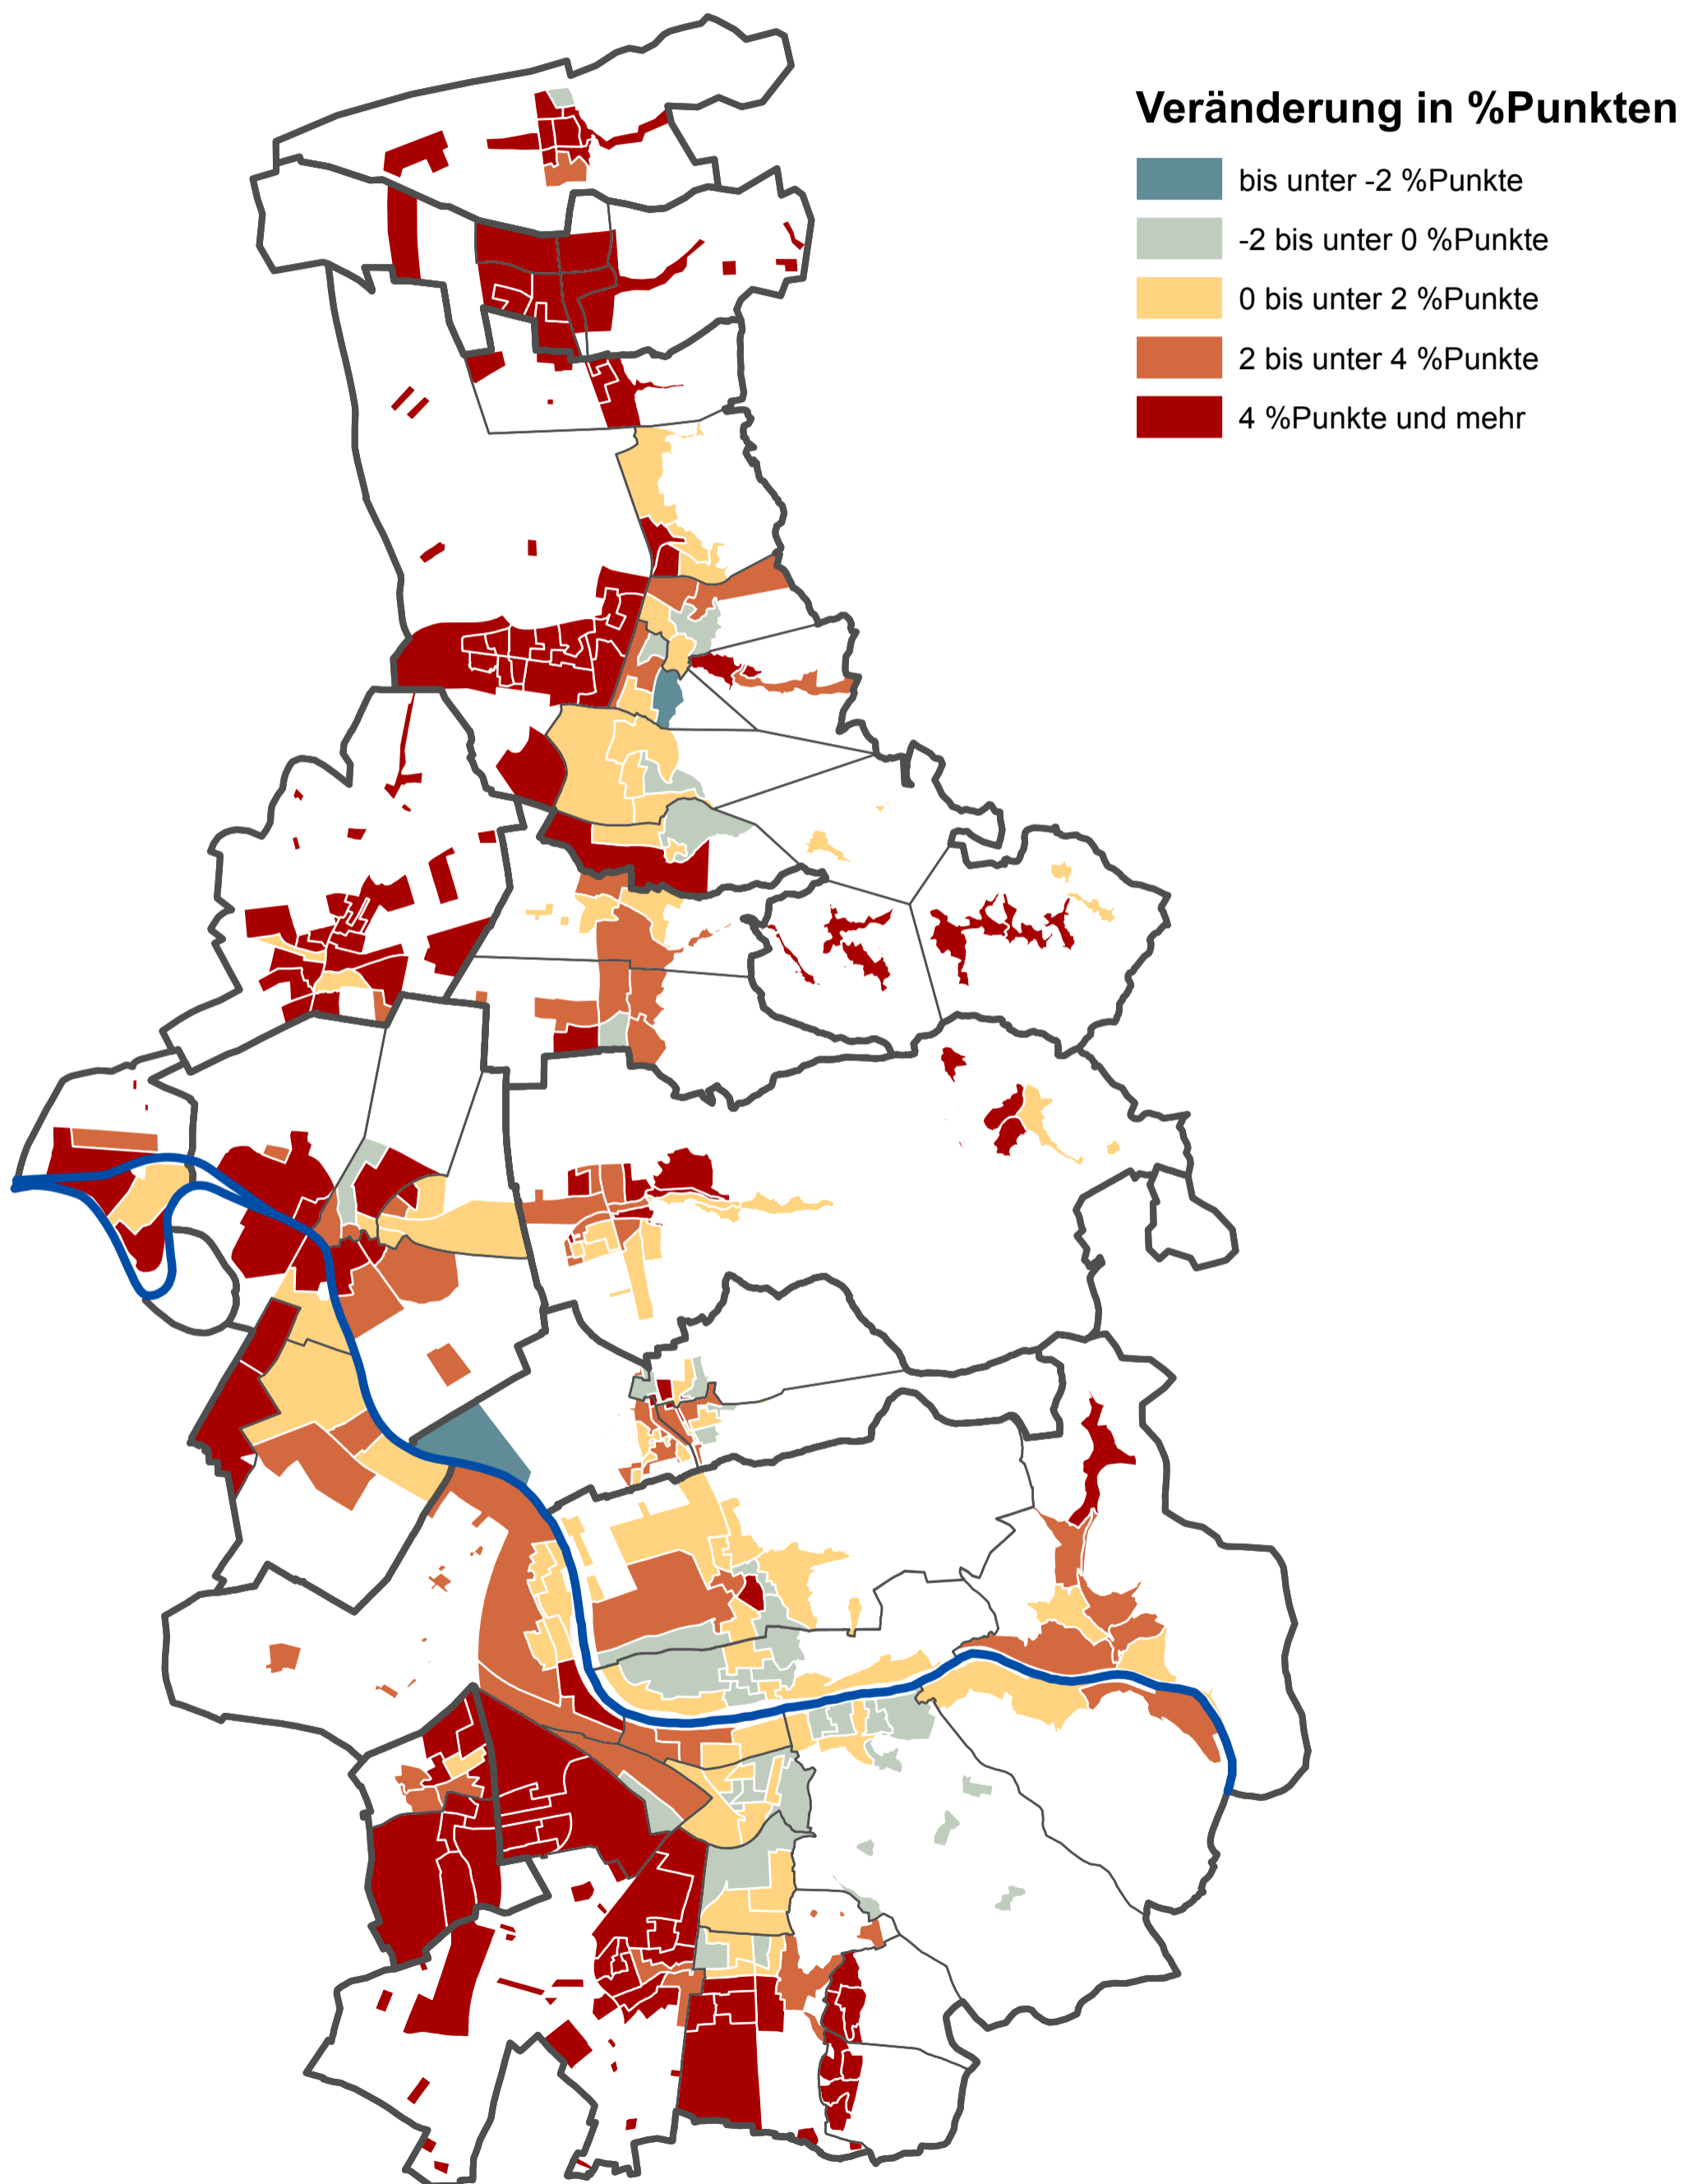 Veränderung in %Punkten
bis unter -2 %Punkte
-2 bis unter 0 %Punkte
0 bis unter 2 %Punkte
2 bis unter 4 %Punkte
4 %Punkte und mehr